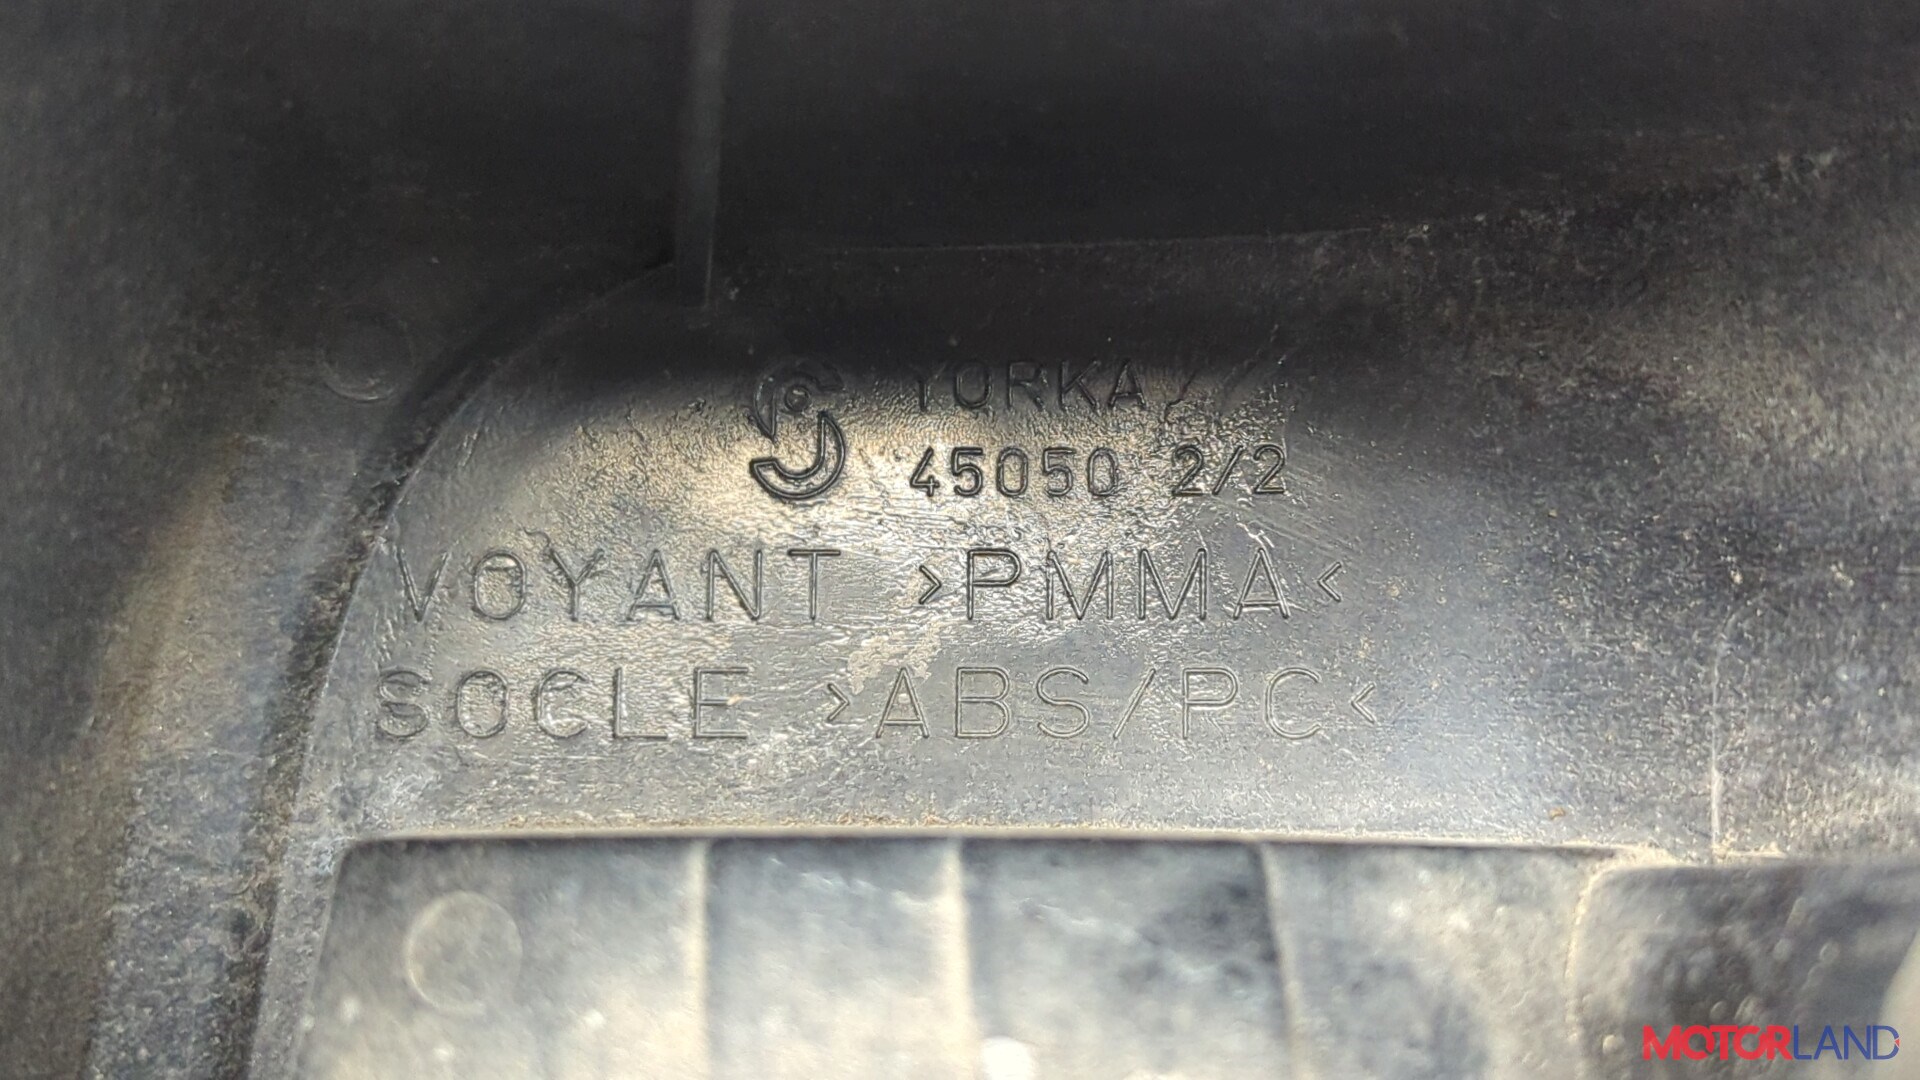 YORKA
45050 2/2
VOYANT >PMMA<
SOCLE >ABS/PC<
MOTORLAND